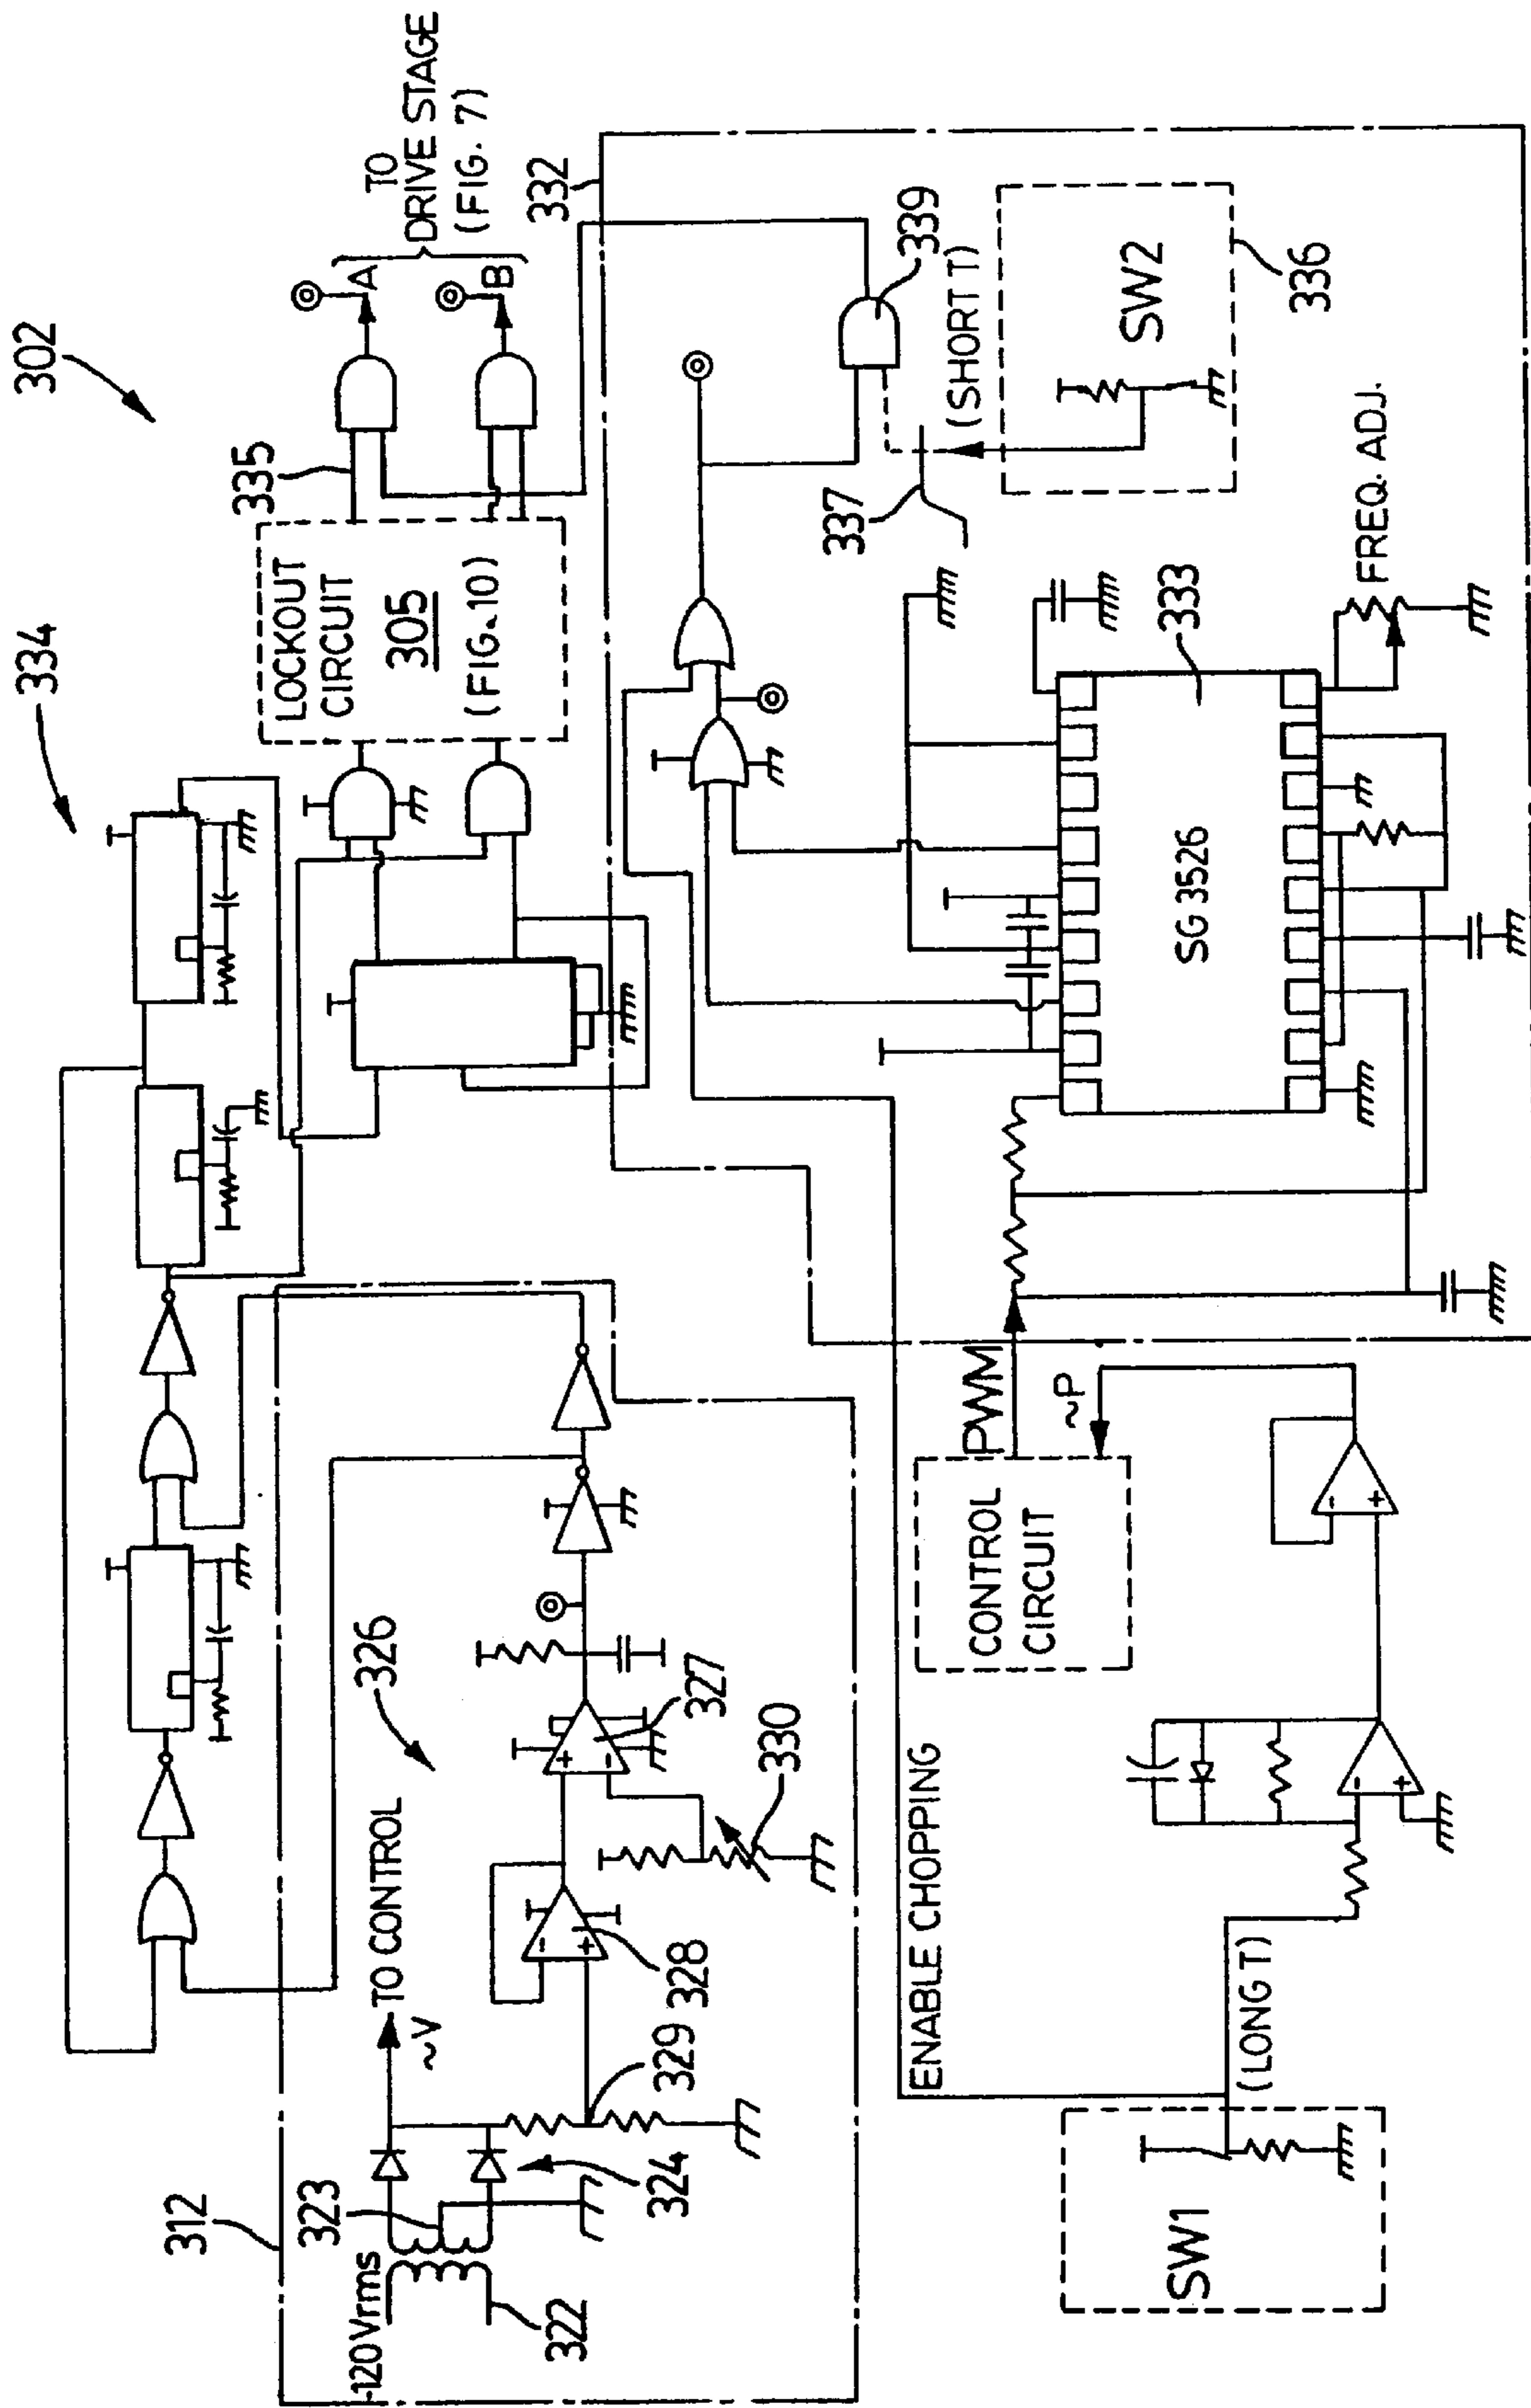 302
334
335
LOCKOUT
CIRCUIT
305
(FIG. 10)
A
B
TO
DRIVE STAGE
(FIG. 7)
332
312
~120Vrms
322
323
324
TO CONTROL
~V
326
329
328
-
+
327
+
-
330
339
(SHORT T)
337
SW2
336
SG 3526
333
FREQ. ADJ.
PWM
~P
CONTROL
CIRCUIT
ENABLE CHOPPING
(LONG T)
SW1
-
+
-
+